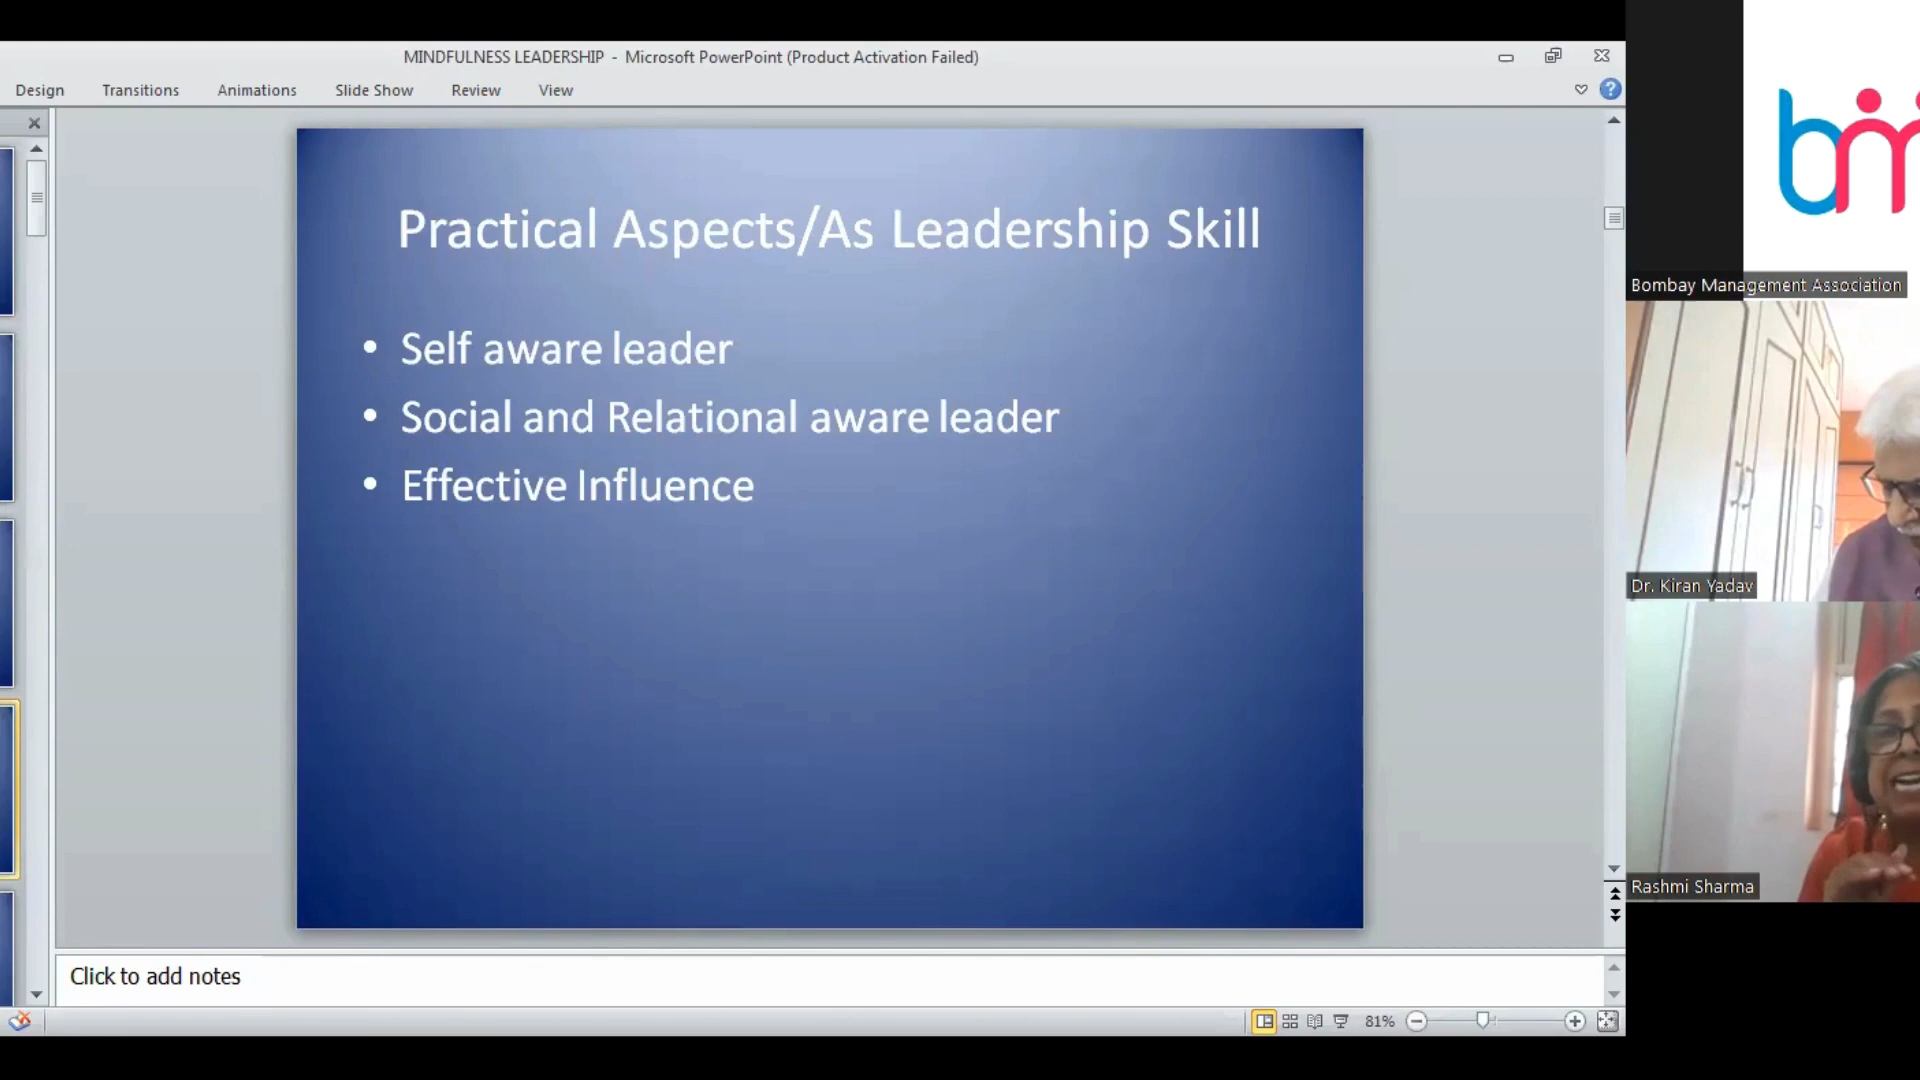 MINDFULNESS LEADERSHIP - Microsoft PowerPoint (Product Activation Failed)
Design Transitions Animations Slide Show Review View
Practical Aspects/As Leadership Skill
• Self aware leader
• Social and Relational aware leader
• Effective Influence
Click to add notes
81%
bm
Bombay Management Association
Dr. Kiran Yadav
Rashmi Sharma